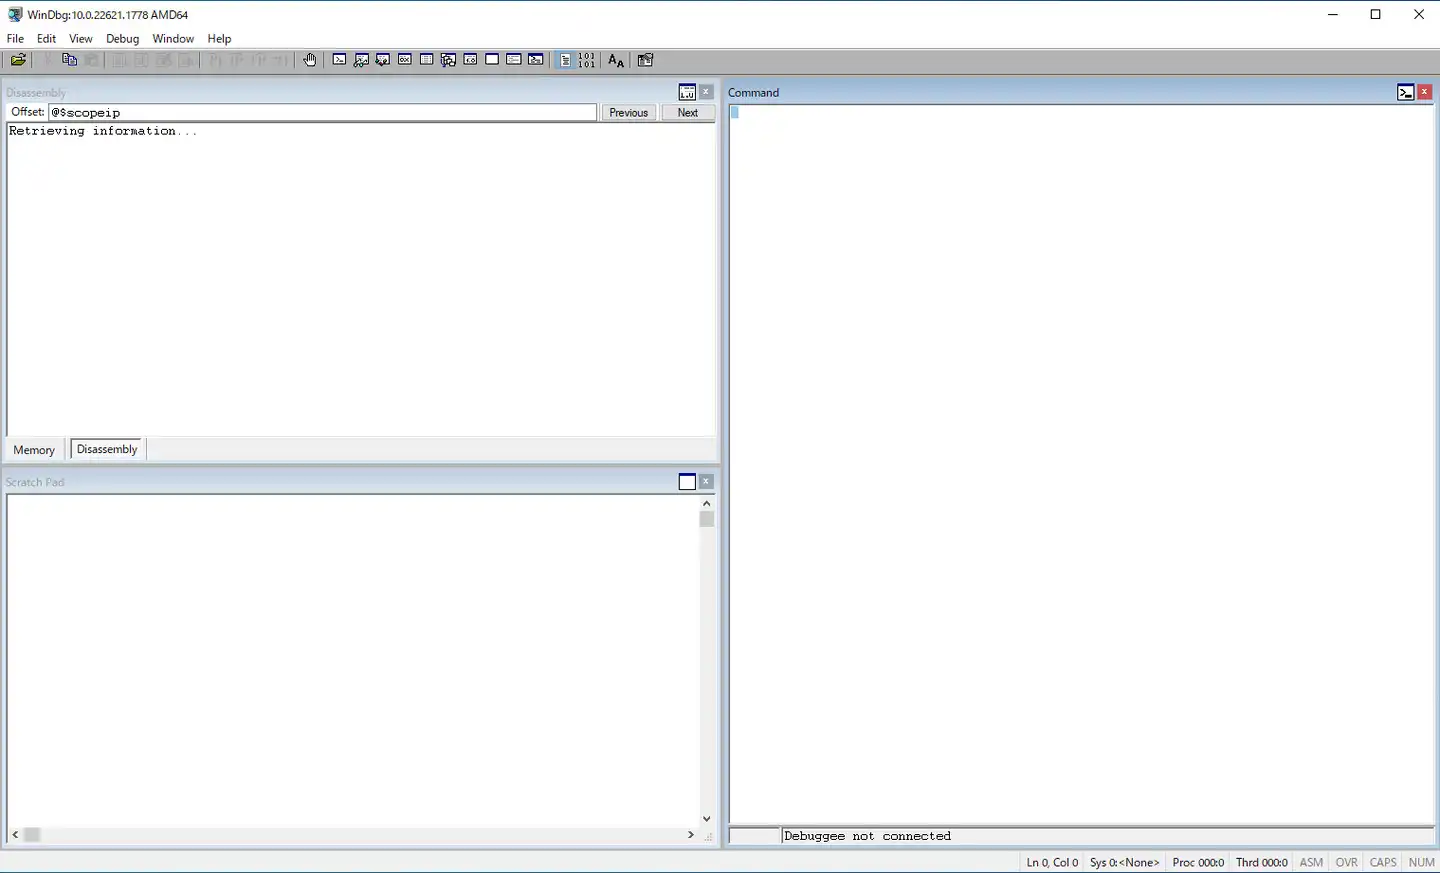 WinDbg:10.0.22621.1778 AMD64
File Edit View Debug Window Help
Disassembly
Offset: @$scopeip Previous Next
Retrieving information...
Memory Disassembly
Scratch Pad
Command
Debuggee not connected
Ln 0, Col 0 Sys 0:<None> Proc 000:0 Thrd 000:0 ASM OVR CAPS NUM